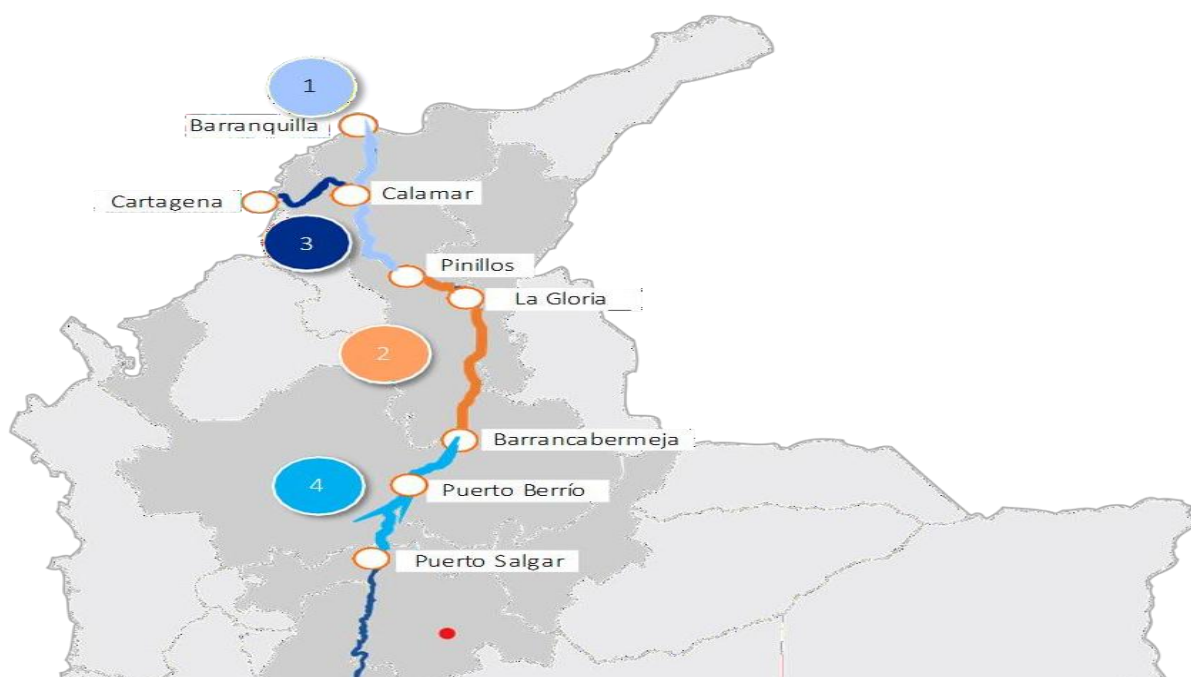 1
Barranquilla
Calamar
Cartagena
3
Pinillos
La Gloria
2
Barrancabermeja
4
Puerto Berrío
Puerto Salgar